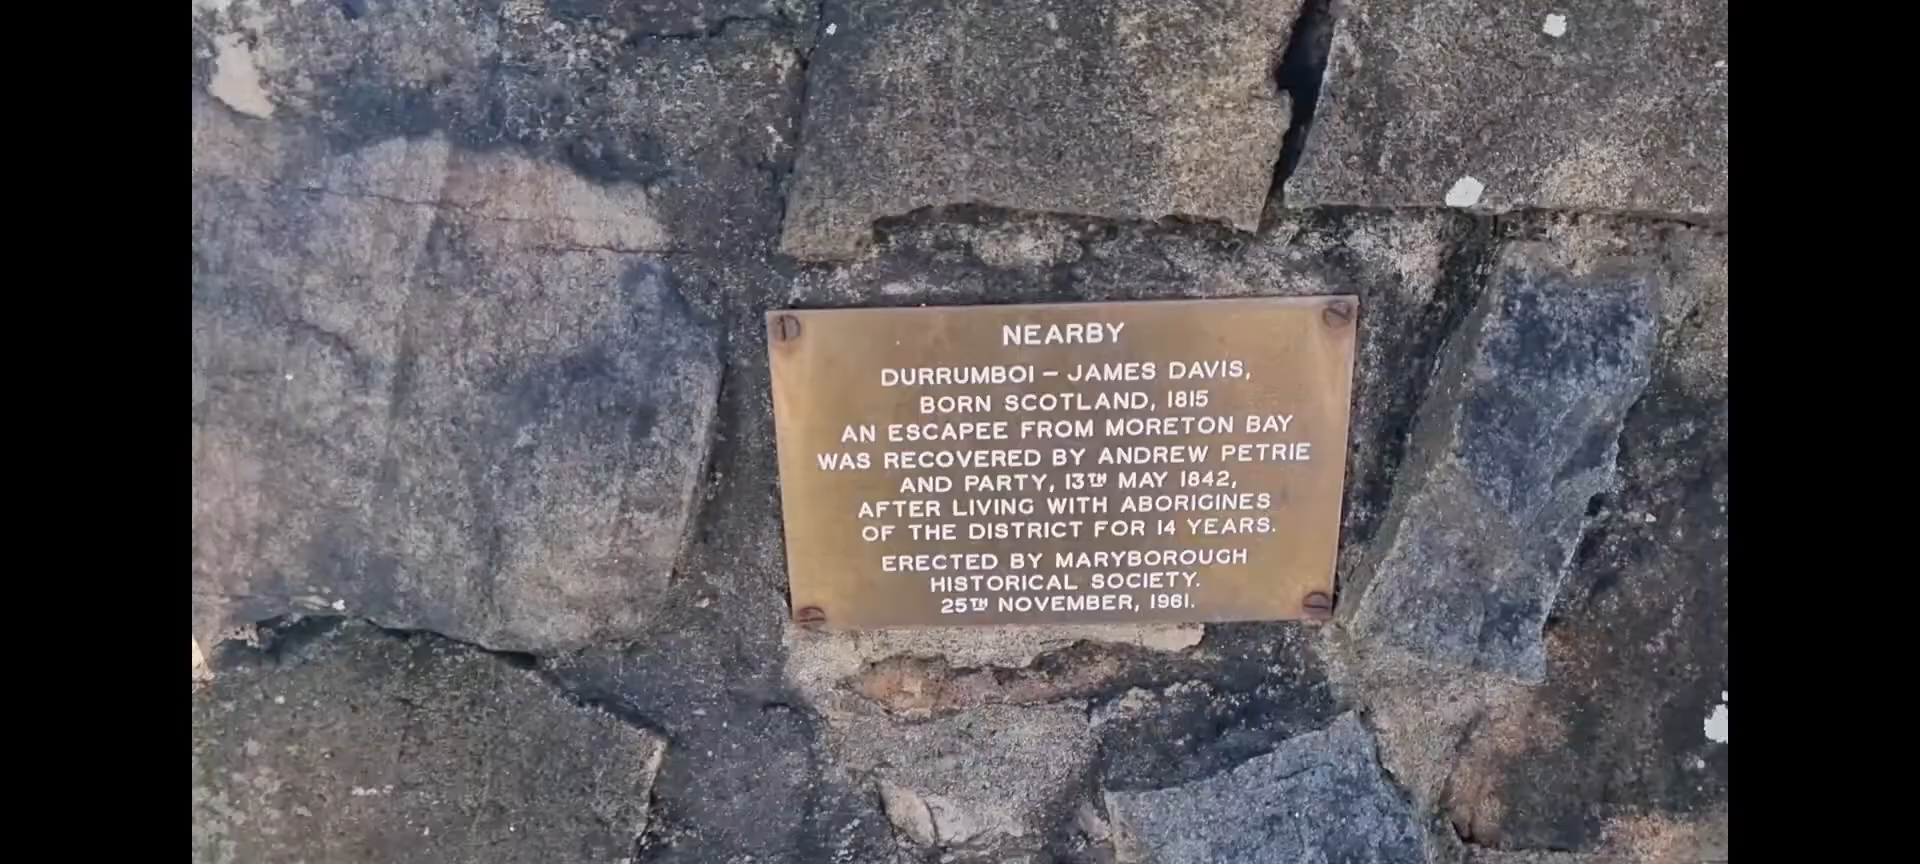 NEARBY
DURRUMBOI – JAMES DAVIS,
BORN SCOTLAND, 1815
AN ESCAPEE FROM MORETON BAY
WAS RECOVERED BY ANDREW PETRIE
AND PARTY, 13TH MAY 1842,
AFTER LIVING WITH ABORIGINES
OF THE DISTRICT FOR 14 YEARS.
ERECTED BY MARYBOROUGH
HISTORICAL SOCIETY.
25TH NOVEMBER, 1961.